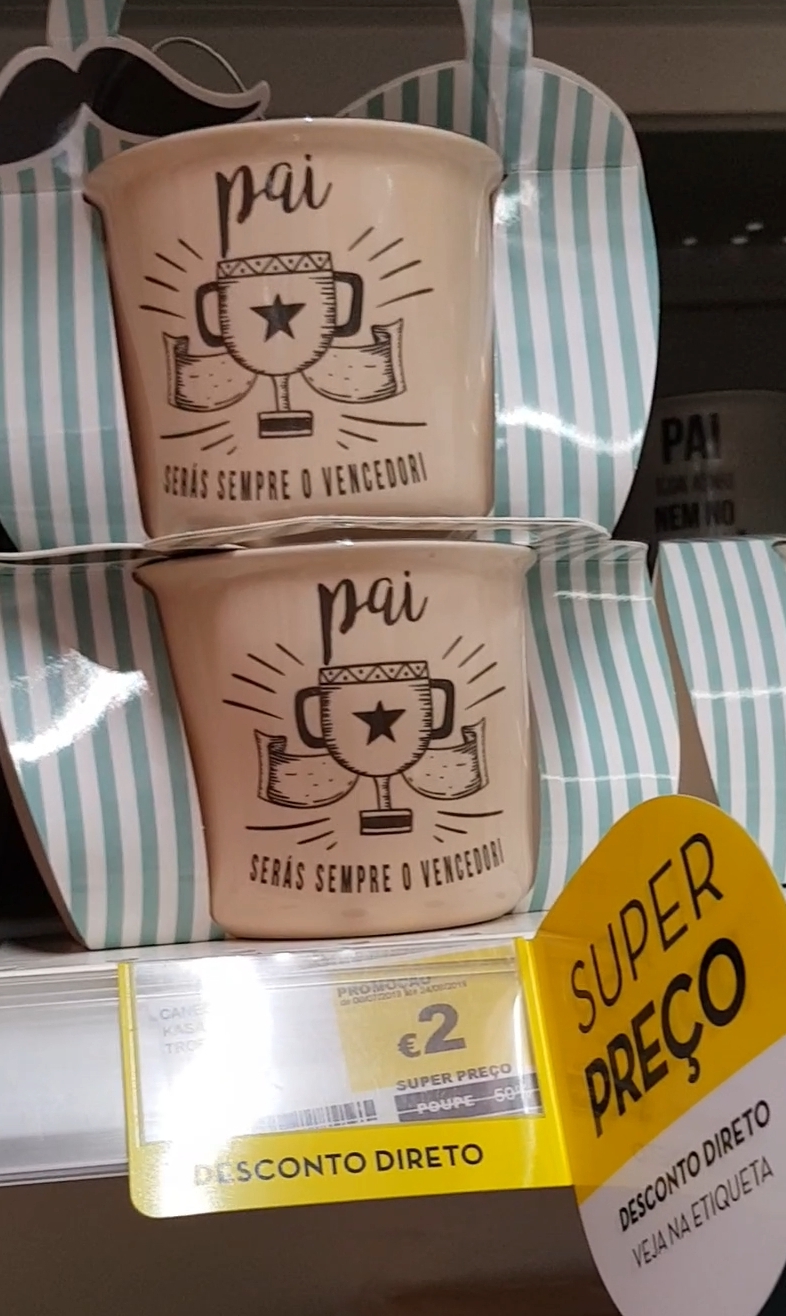 pai
SERÁS SEMPRE O VENCEDOR!
PAI
NEM NO
pai
SERÁS SEMPRE O VENCEDOR!
PROMOÇÃO
€2
SUPER PREÇO
POUPE 50%
DESCONTO DIRETO
SUPER
PREÇO
DESCONTO DIRETO
VEJA NA ETIQUETA